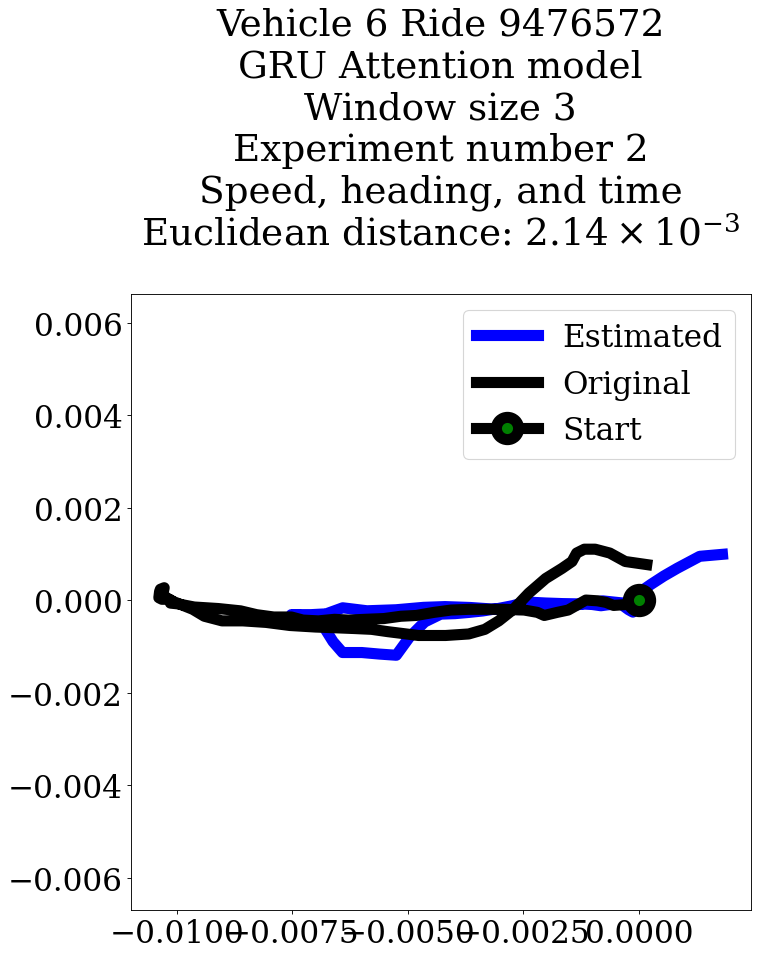 Vehicle 6 Ride 9476572
GRU Attention model
Window size 3
Experiment number 2
Speed, heading, and time
Euclidean distance: 2.14 × 10⁻³
Estimated
Original
Start
0.006
0.004
0.002
0.000
−0.002
−0.004
−0.006
−0.0100 −0.0075 −0.0050 −0.0025 0.0000